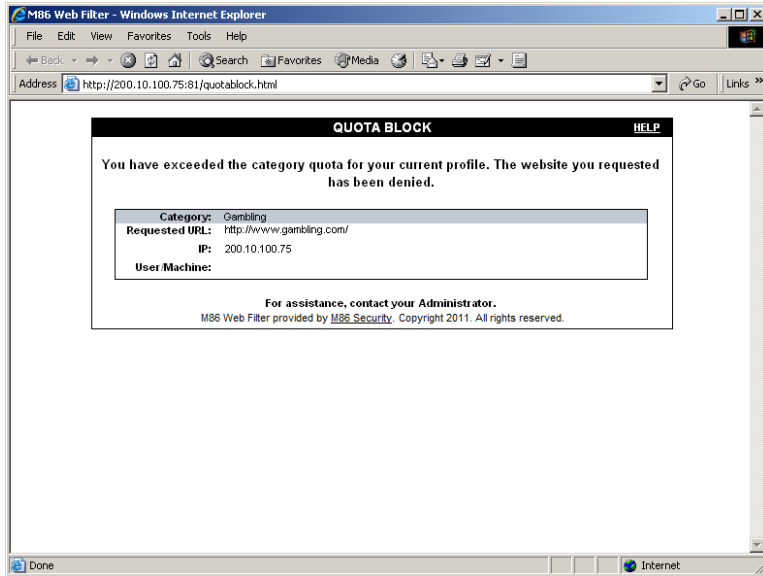 M86 Web Filter - Windows Internet Explorer
File Edit View Favorites Tools Help
Back Search Favorites Media
Address http://200.10.100.75:81/quotablock.html Go Links »
QUOTA BLOCK HELP
You have exceeded the category quota for your current profile. The website you requested
has been denied.
Category: Gambling
Requested URL: http://www.gambling.com/
IP: 200.10.100.75
User/Machine:
For assistance, contact your Administrator.
M86 Web Filter provided by M86 Security. Copyright 2011. All rights reserved.
Done Internet